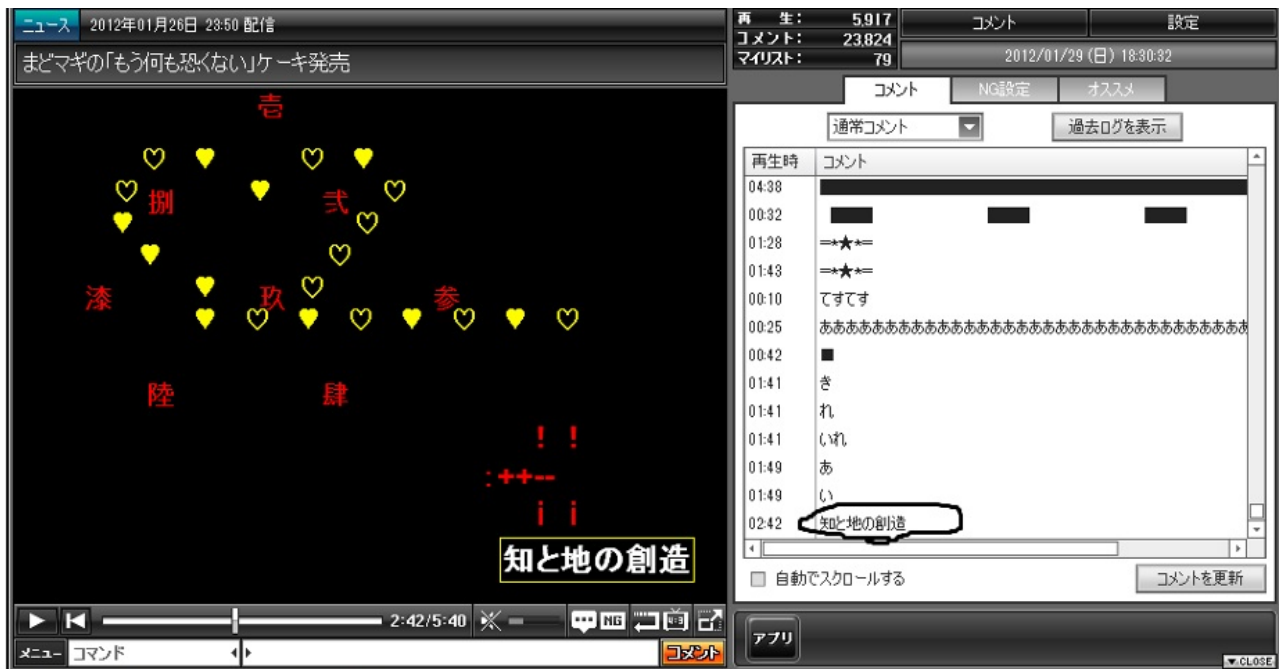 ニュース 2012年01月26日 23:50 配信
まどマギの「もう何も恐くない」ケーキ発売
壱
捌
弐
漆
玖
参
陸
肆
! !
:++--
i i
知と地の創造
2:42/5:40
NG
4:3
メニュー コマンド
コメント
再 生: 5,917
コメント: 23,824
マイリスト: 79
コメント 設定
2012/01/29 (日) 18:30:32
コメント NG設定 オススメ
通常コメント 過去ログを表示
再生時 コメント
04:38
00:32
01:28 =*★*=
01:43 =*★*=
00:10 てすてす
00:25 あああああああああああああああああああああああああああああああああ
00:42 ■
01:41 き
01:41 れ
01:41 いれ
01:49 あ
01:49 い
02:42 知と地の創造
自動でスクロールする コメントを更新
アプリ
▼CLOSE